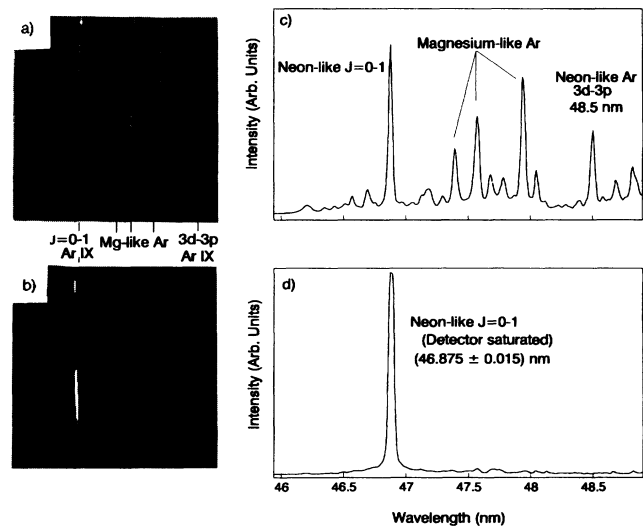 a)
J=0-1
Ar IX
Mg-like Ar
3d-3p
Ar IX
b)
c)
Intensity (Arb. Units)
Neon-like J=0-1
Magnesium-like Ar
Neon-like Ar
3d-3p
48.5 nm
d)
Intensity (Arb. Units)
Neon-like J=0-1
(Detector saturated)
(46.875 ± 0.015) nm
46 46.5 47 47.5 48 48.5
Wavelength (nm)